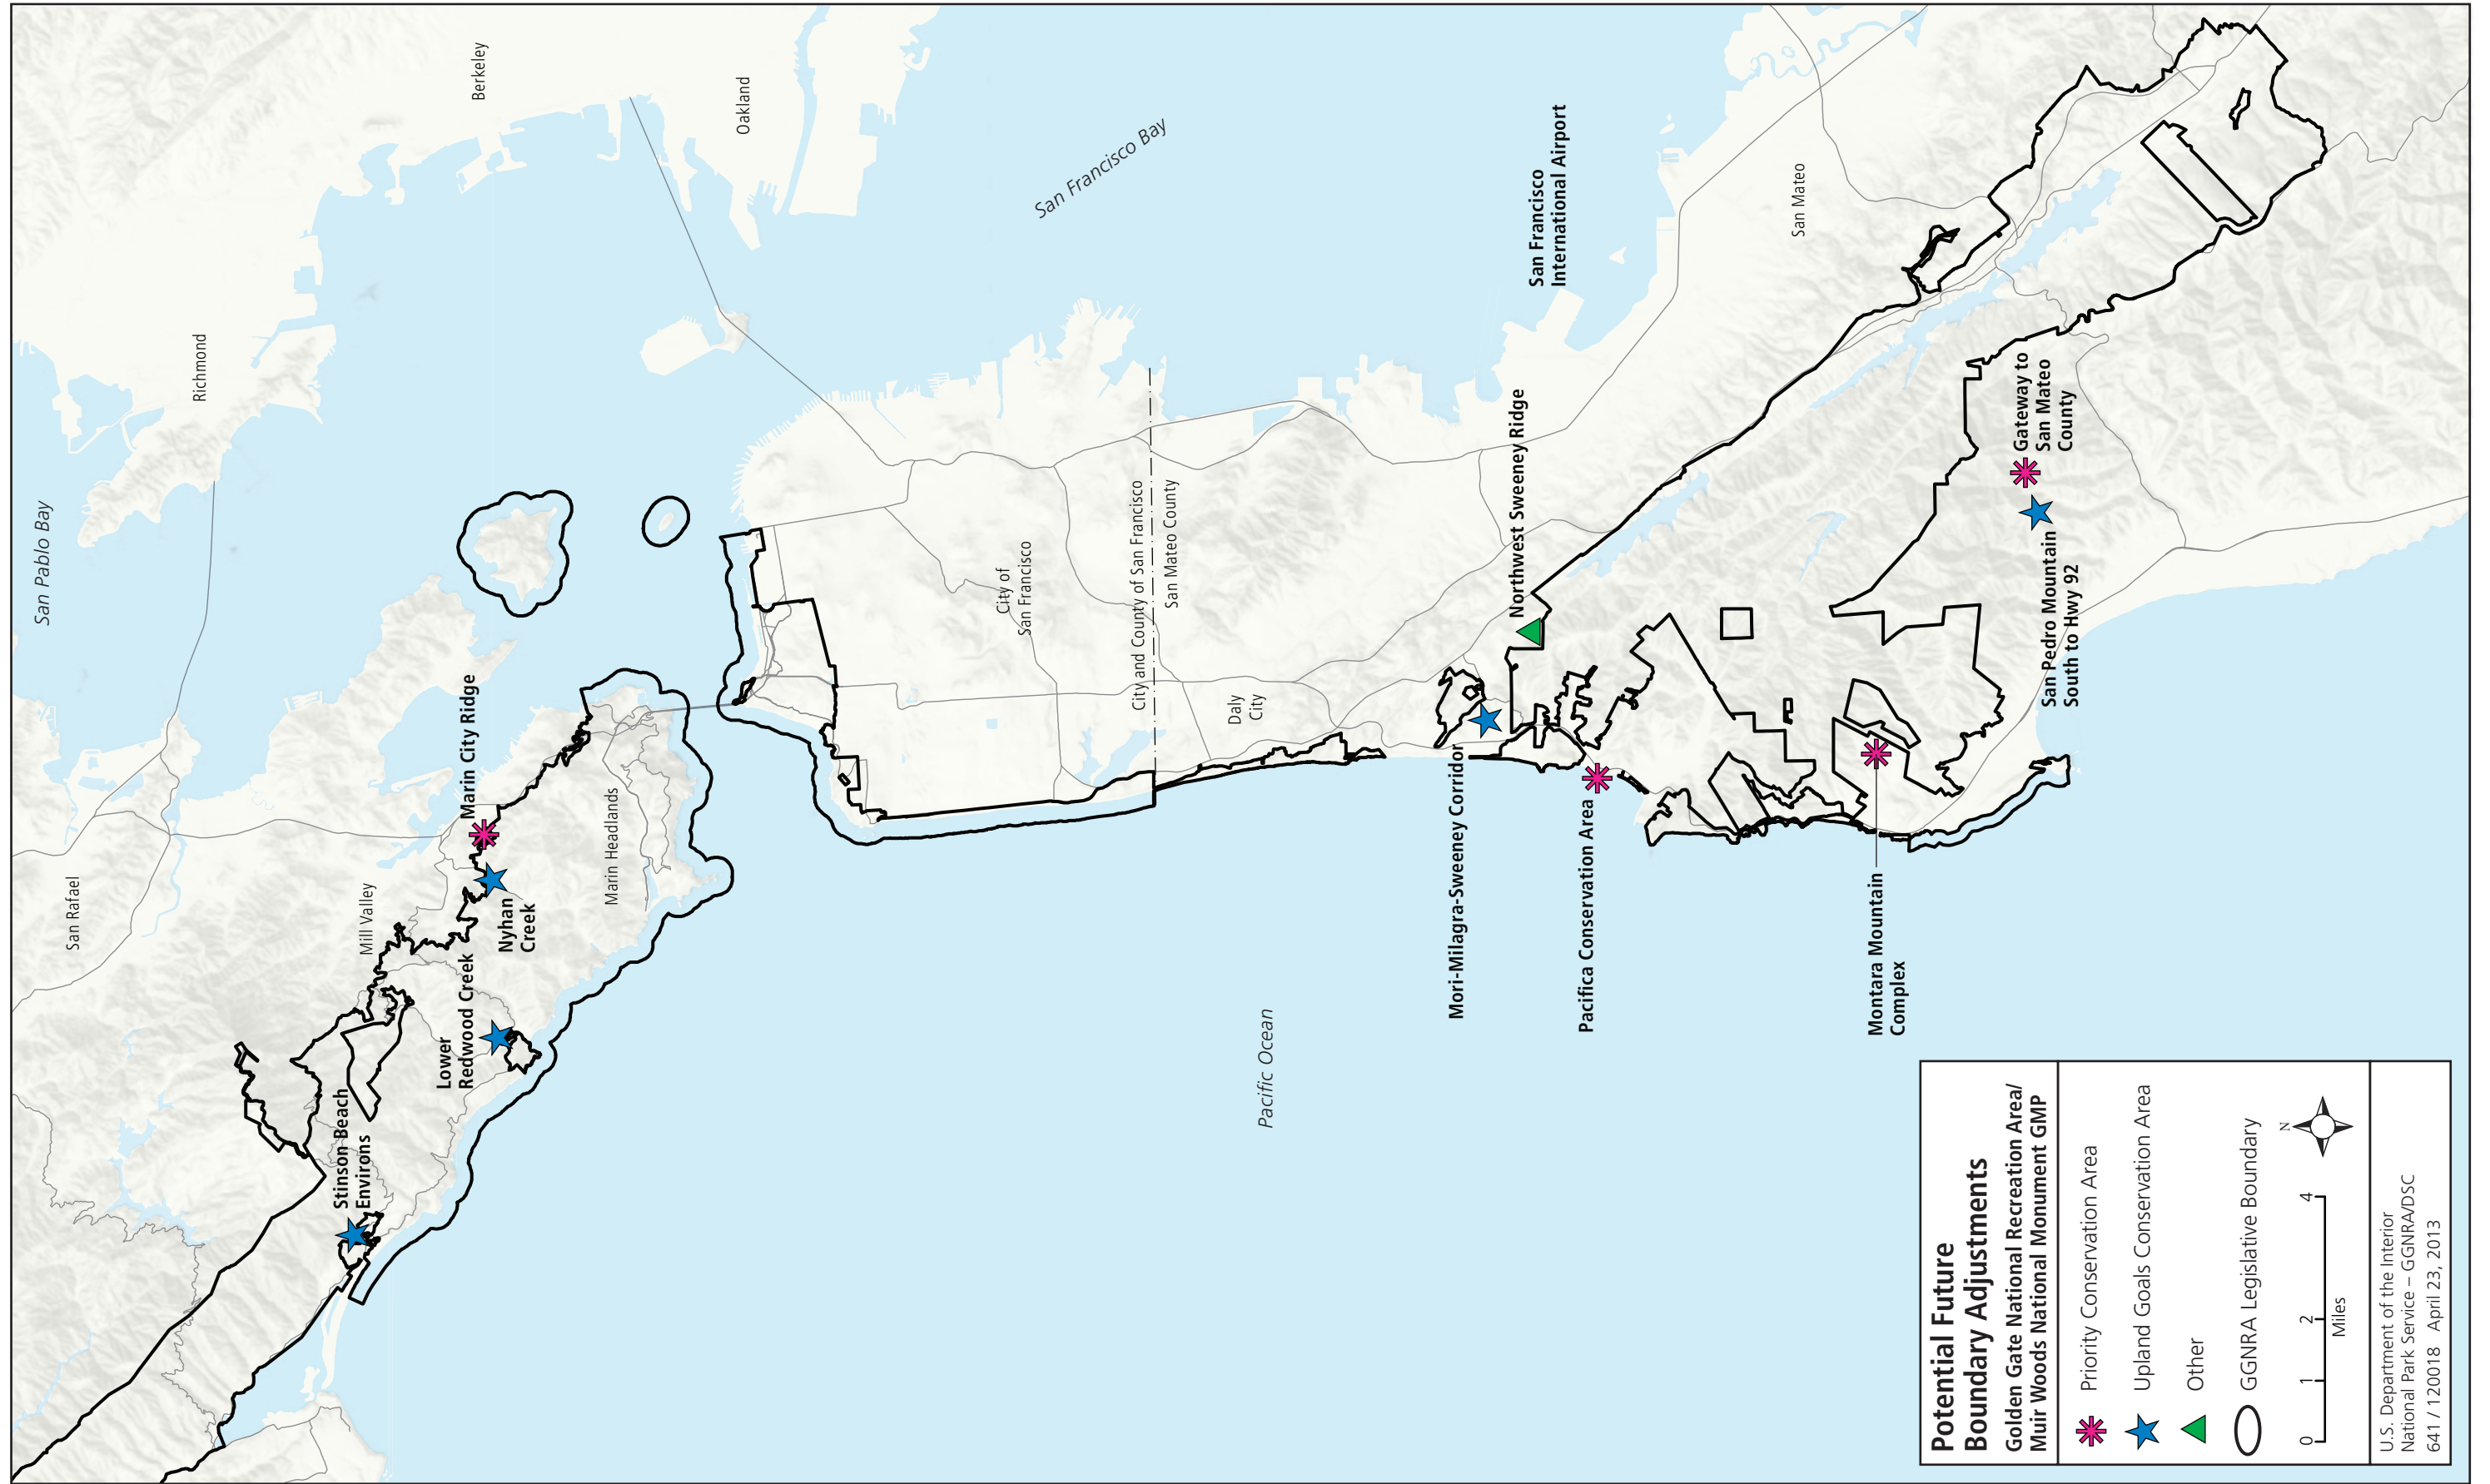 San Pablo Bay
Richmond
Berkeley
Oakland
San Rafael
Mill Valley
Marin City Ridge
Nyhan
Creek
Marin Headlands
Lower
Redwood Creek
Stinson Beach
Environs
San Francisco Bay
City of
San Francisco
City and County of San Francisco
San Mateo County
Daly
City
San Francisco
International Airport
San Mateo
Northwest Sweeney Ridge
Mori-Milagra-Sweeney Corridor
Pacifica Conservation Area
Montara Mountain
Complex
Gateway to
San Mateo
County
San Pedro Mountain
South to Hwy 92
Pacific Ocean
Potential Future
Boundary Adjustments
Golden Gate National Recreation Area/
Muir Woods National Monument GMP
Priority Conservation Area
Upland Goals Conservation Area
Other
GGNRA Legislative Boundary
N
0 1 2 4
Miles
U.S. Department of the Interior
National Park Service – GGNRA/DSC
641 / 120018 April 23, 2013